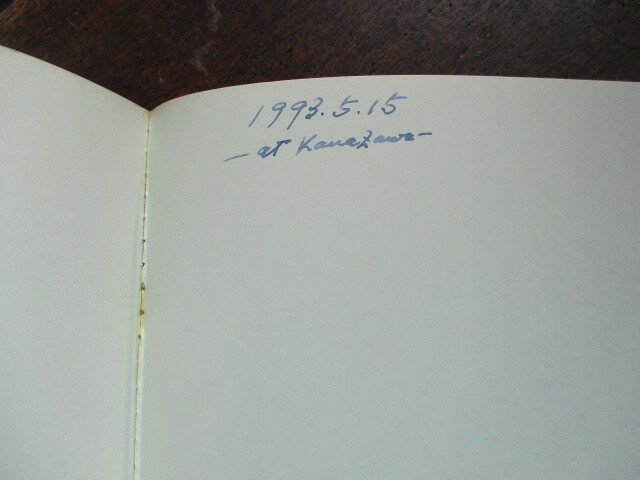 1993.5.15
– at Kanazawa –